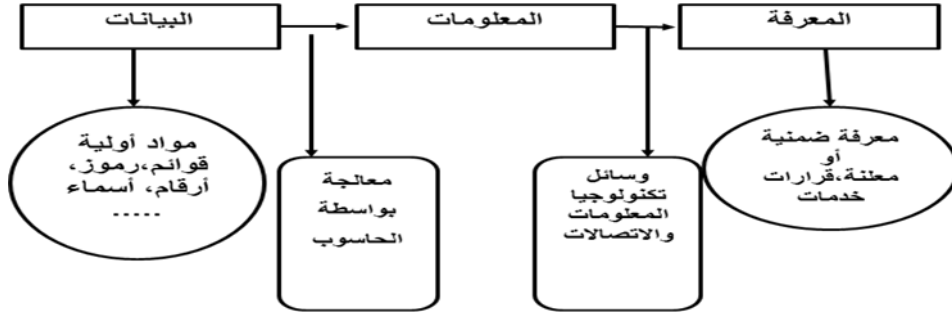 البيانات
المعلومات
المعرفة
مواد أولية
قوائم،رموز،
أرقام، أسماء
.....
معالجة
بواسطة
الحاسوب
وسائل
تكنولوجيا
المعلومات
والاتصالات
معرفة ضمنية
أو
معلنة،قرارات
خدمات